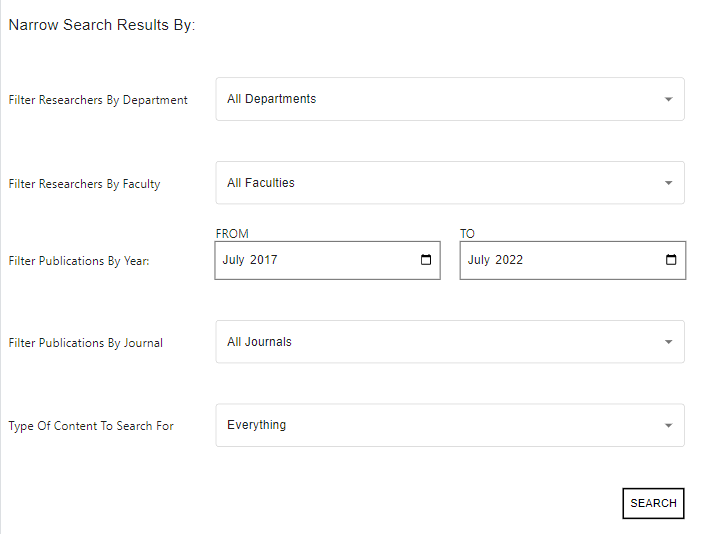 Narrow Search Results By:
Filter Researchers By Department
All Departments
Filter Researchers By Faculty
All Faculties
FROM
TO
Filter Publications By Year:
July 2017
July 2022
Filter Publications By Journal
All Journals
Type Of Content To Search For
Everything
SEARCH